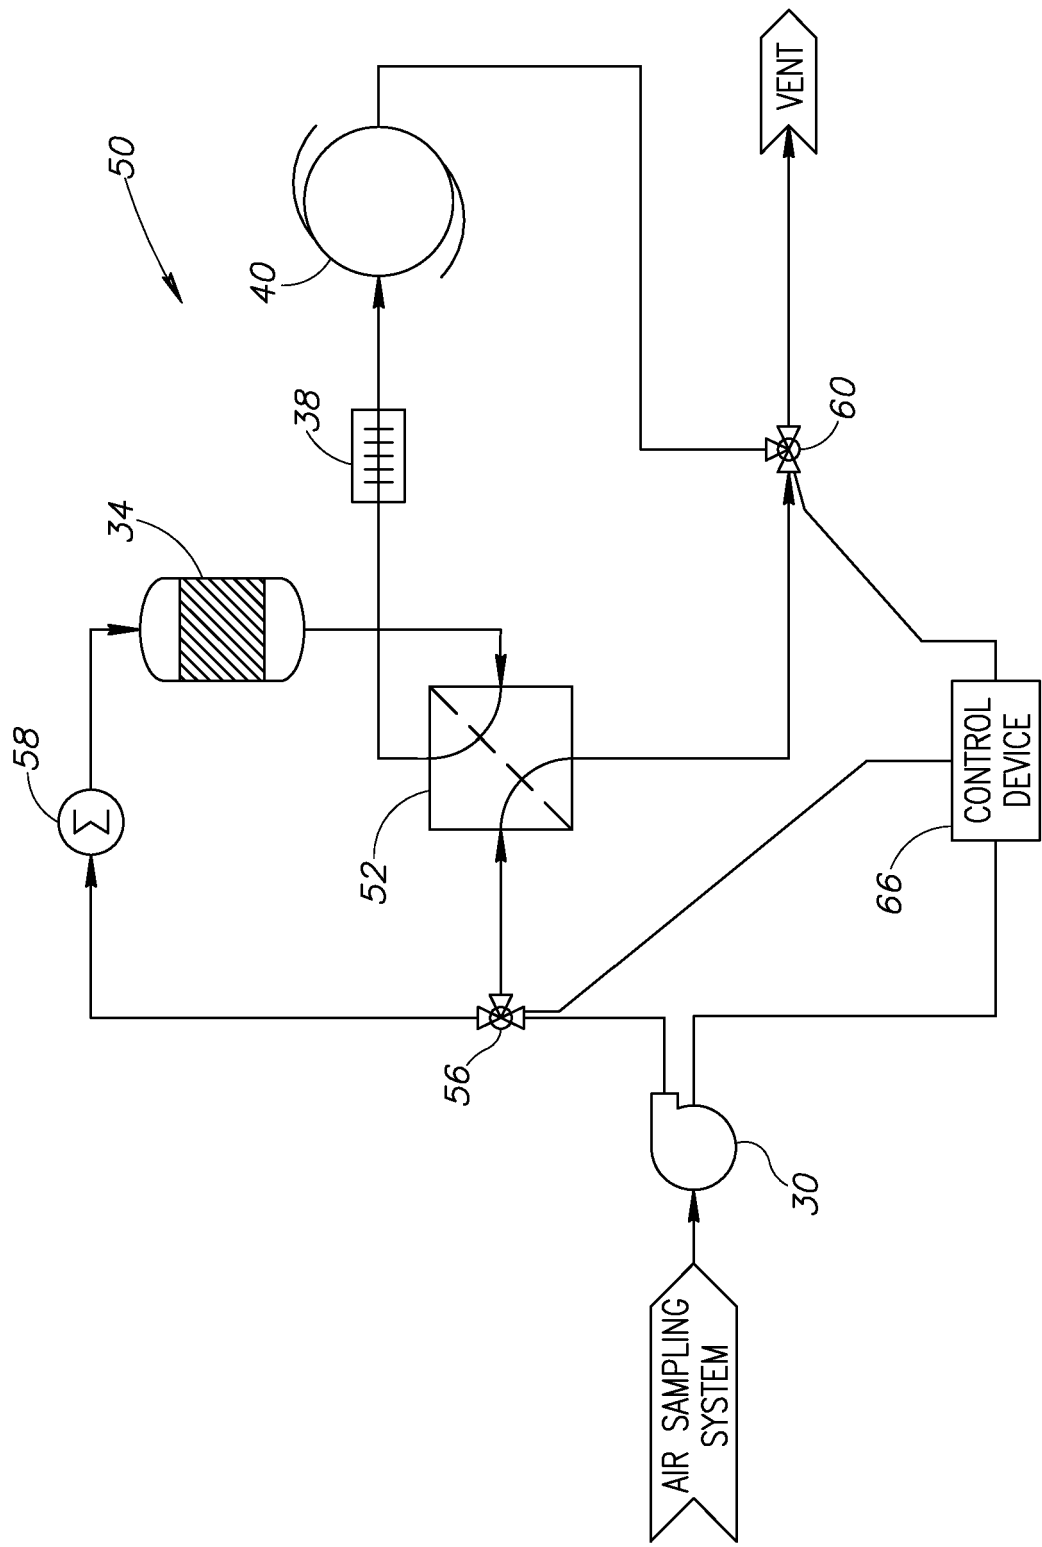 50
40
38
34
58
52
56
60
66
30
VENT
CONTROL
DEVICE
AIR SAMPLING
SYSTEM
Σ